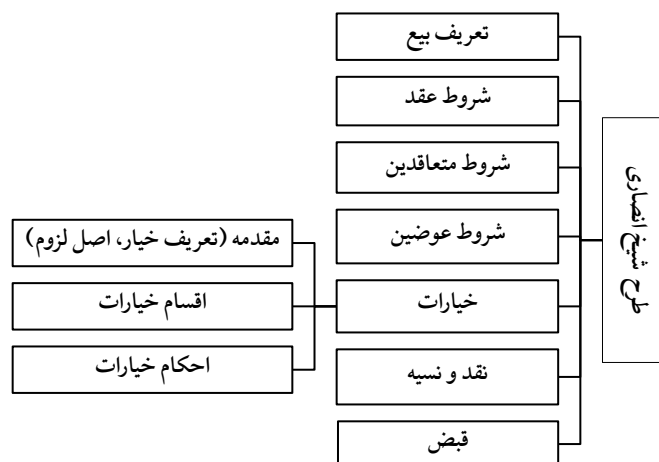 طرح شیخ انصاری
تعریف بیع
شروط عقد
شروط متعاقدین
شروط عوضین
خیارات
مقدمه (تعریف خیار، اصل لزوم)
اقسام خیارات
احکام خیارات
نقد و نسیه
قبض